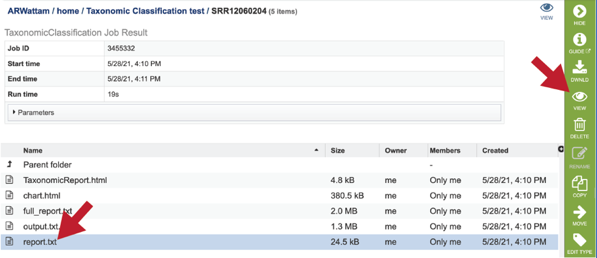 ARWattam / home / Taxonomic Classification test / SRR12060204 (5 items)
VIEW
TaxonomicClassification Job Result
Job ID 3455332
Start time 5/28/21, 4:10 PM
End time 5/28/21, 4:11 PM
Run time 19s
Parameters
Name Size Owner Members Created
Parent folder -
TaxonomicReport.html 4.8 kB me Only me 5/28/21, 4:10 PM
chart.html 380.5 kB me Only me 5/28/21, 4:10 PM
full_report.txt 2.0 MB me Only me 5/28/21, 4:10 PM
output.txt 1.3 MB me Only me 5/28/21, 4:10 PM
report.txt 24.5 kB me Only me 5/28/21, 4:10 PM
HIDE
GUIDE
DWNLD
VIEW
DELETE
RENAME
COPY
MOVE
EDIT TYPE